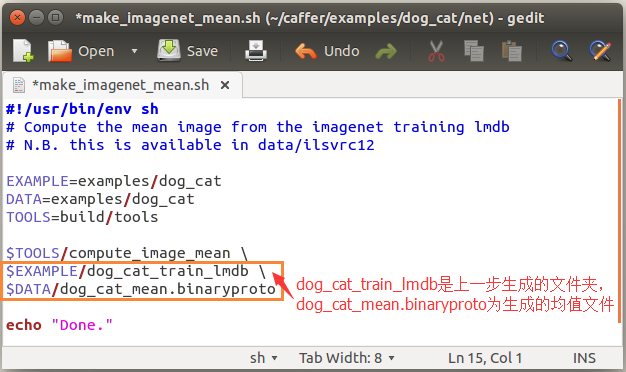 *make_imagenet_mean.sh (~/caffer/examples/dog_cat/net) - gedit
Open Save Undo
*make_imagenet_mean.sh ×
#!/usr/bin/env sh
# Compute the mean image from the imagenet training lmdb
# N.B. this is available in data/ilsvrc12
EXAMPLE=examples/dog_cat
DATA=examples/dog_cat
TOOLS=build/tools
$TOOLS/compute_image_mean \
$EXAMPLE/dog_cat_train_lmdb \
$DATA/dog_cat_mean.binaryproto
dog_cat_train_lmdb是上一步生成的文件夹，
dog_cat_mean.binaryproto为生成的均值文件
echo "Done."
sh Tab Width: 8 Ln 15, Col 1 INS